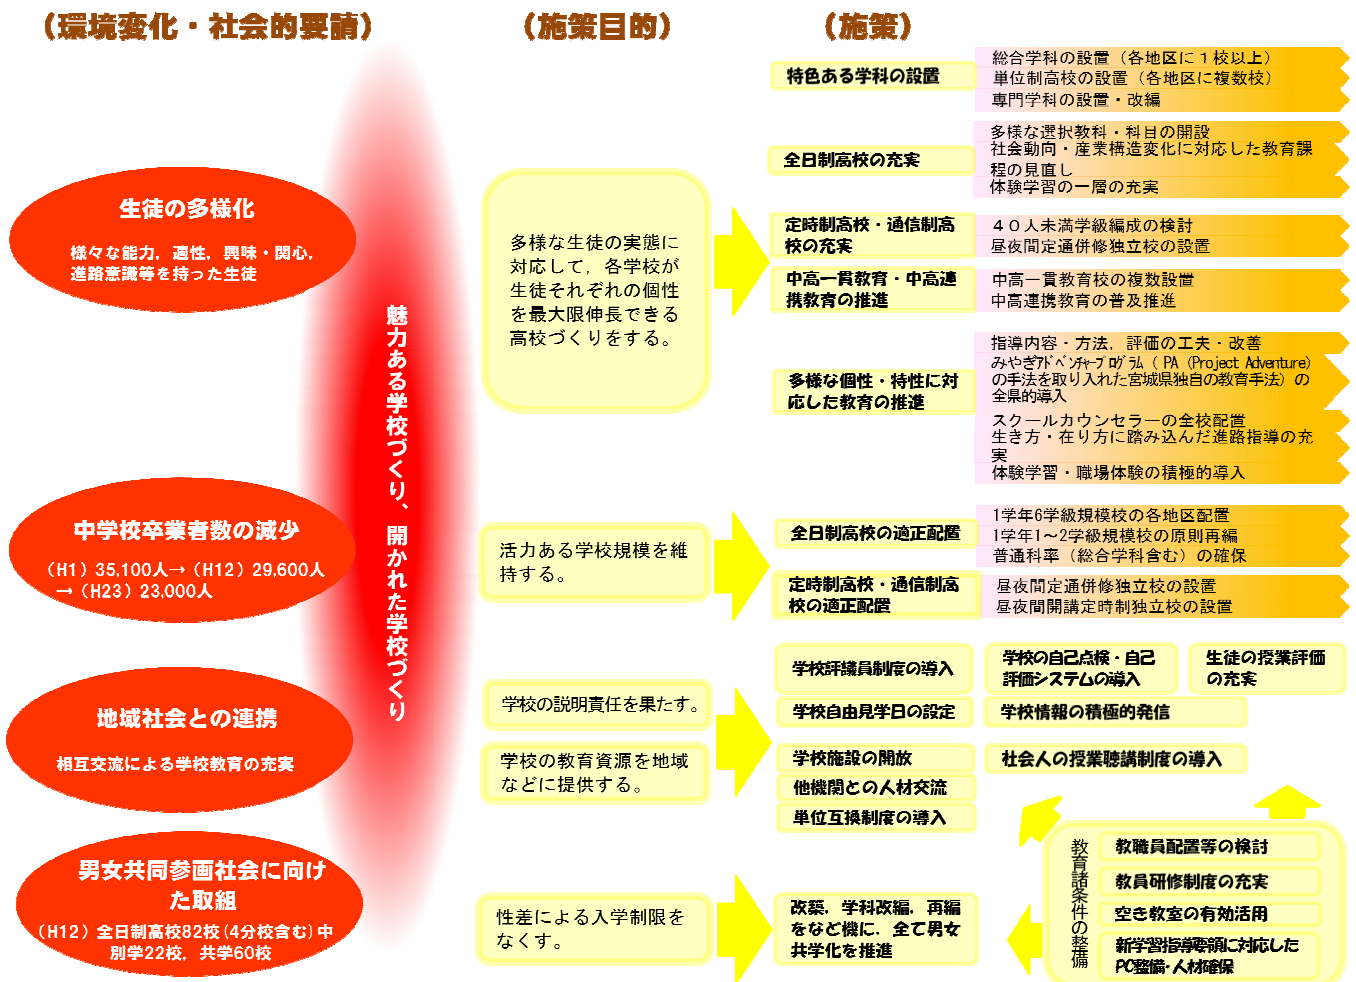 （環境変化・社会的要請）
（施策目的）
（施策）
生徒の多様化
様々な能力，適性，興味・関心，
進路意識等を持った生徒
中学校卒業者数の減少
（H1）35,100人→（H12）29,600人
→（H23）23,000人
地域社会との連携
相互交流による学校教育の充実
男女共同参画社会に向け
た取組
（H12）全日制高校82校（4分校含む）中
別学22校，共学60校
魅力ある学校づくり、開かれた学校づくり
多様な生徒の実態に
対応して，各学校が
生徒それぞれの個性
を最大限伸長できる
高校づくりをする。
活力ある学校規模を維
持する。
学校の説明責任を果たす。
学校の教育資源を地域
などに提供する。
性差による入学制限を
なくす。
特色ある学科の設置
総合学科の設置（各地区に１校以上）
単位制高校の設置（各地区に複数校）
専門学科の設置・改編
全日制高校の充実
多様な選択教科・科目の開設
社会動向・産業構造変化に対応した教育課
程の見直し
体験学習の一層の充実
定時制高校・通信制高
校の充実
４０人未満学級編成の検討
昼夜間定通併修独立校の設置
中高一貫教育・中高連
携教育の推進
中高一貫教育校の複数設置
中高連携教育の普及推進
多様な個性・特性に対
応した教育の推進
指導内容・方法，評価の工夫・改善
みやぎｱﾄﾞﾍﾞﾝﾁｬｰﾌﾟﾛｸﾞﾗﾑ（ PA（Project Adventure）
の手法を取り入れた宮城県独自の教育手法）の
全県的導入
スクールカウンセラーの全校配置
生き方・在り方に踏み込んだ進路指導の充
実
体験学習・職場体験の積極的導入
全日制高校の適正配置
1学年6学級規模校の各地区配置
1学年1～2学級規模校の原則再編
普通科率（総合学科含む）の確保
定時制高校・通信制高
校の適正配置
昼夜間定通併修独立校の設置
昼夜間開講定時制独立校の設置
学校評議員制度の導入
学校の自己点検・自己
評価システムの導入
生徒の授業評価
の充実
学校自由見学日の設定
学校情報の積極的発信
学校施設の開放
社会人の授業聴講制度の導入
他機関との人材交流
単位互換制度の導入
改築，学科改編，再編
をなど機に，全て男女
共学化を推進
教育諸条件の整備
教職員配置等の検討
教員研修制度の充実
空き教室の有効活用
新学習指導要領に対応した
PC整備・人材確保